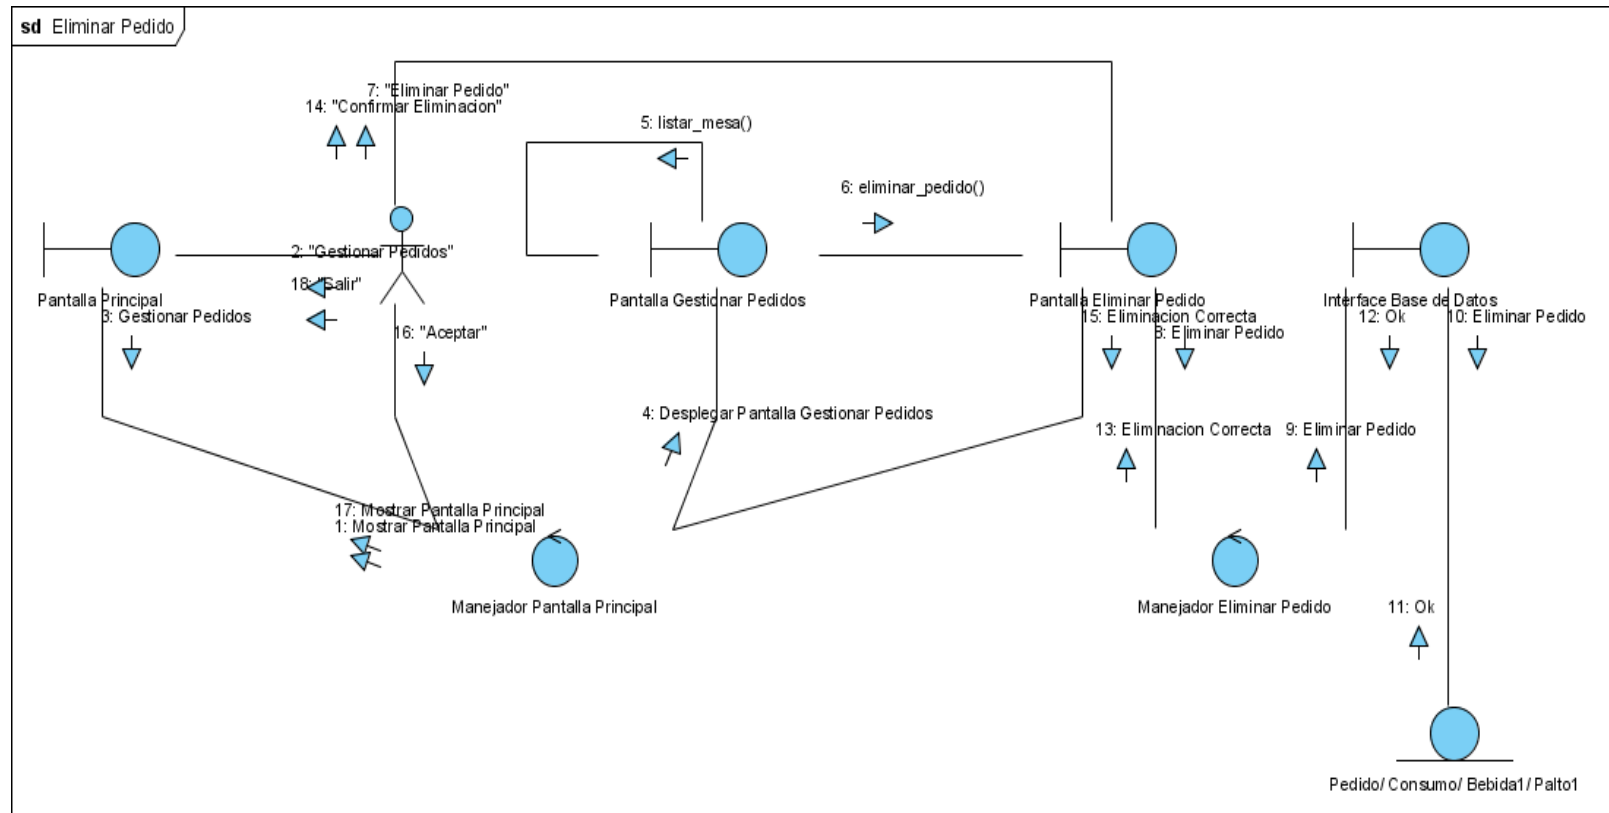 sd Eliminar Pedido
7: "Eliminar Pedido"
14: "Confirmar Eliminacion"
5: listar_mesa()
6: eliminar_pedido()
2: "Gestionar Pedidos"
18: "Salir"
Pantalla Principal
Pantalla Gestionar Pedidos
Pantalla Eliminar Pedido
Interface Base de Datos
3: Gestionar Pedidos
15: Eliminacion Correcta
12: Ok
10: Eliminar Pedido
16: "Aceptar"
8: Eliminar Pedido
4: Desplegar Pantalla Gestionar Pedidos
13: Eliminacion Correcta
9: Eliminar Pedido
17: Mostrar Pantalla Principal
1: Mostrar Pantalla Principal
Manejador Pantalla Principal
Manejador Eliminar Pedido
11: Ok
Pedido/ Consumo/ Bebida1/ Palto1